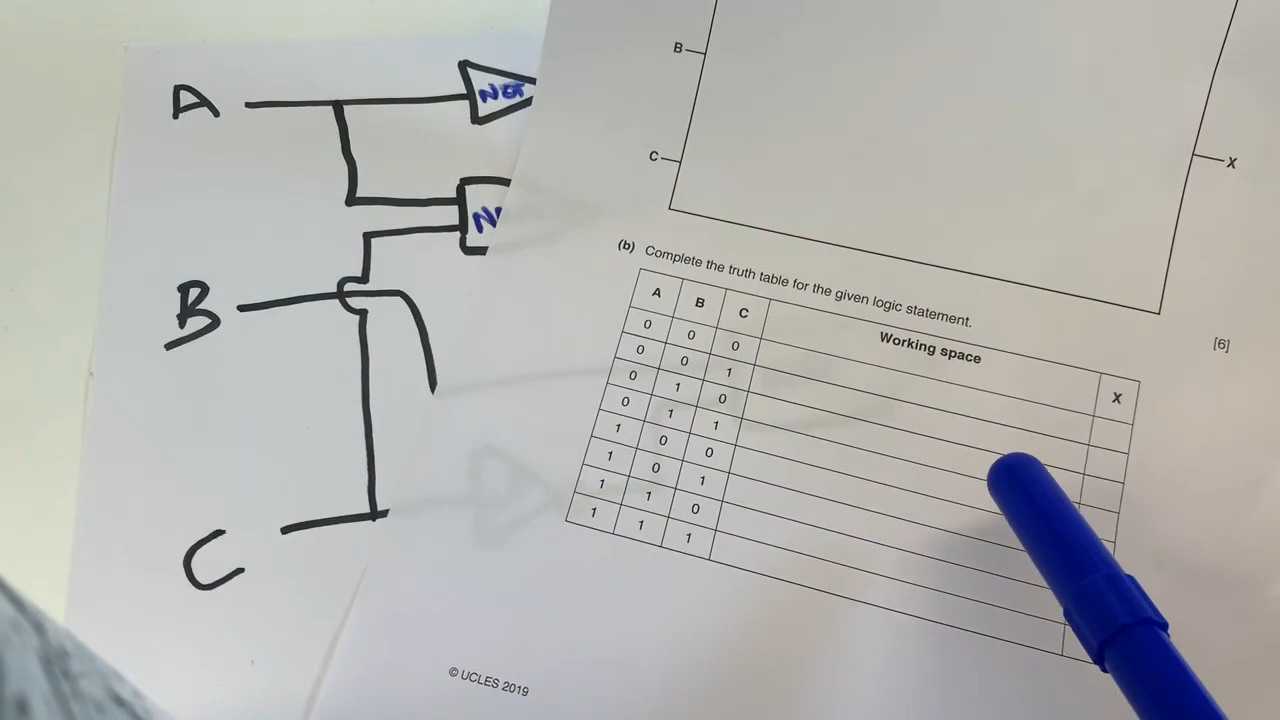 A
NOT
B
C
B
C
X
(b) Complete the truth table for the given logic statement.
[6]
A B C Working space X
0 0 0
0 0 1
0 1 0
0 1 1
1 0 0
1 0 1
1 1 0
1 1 1
© UCLES 2019